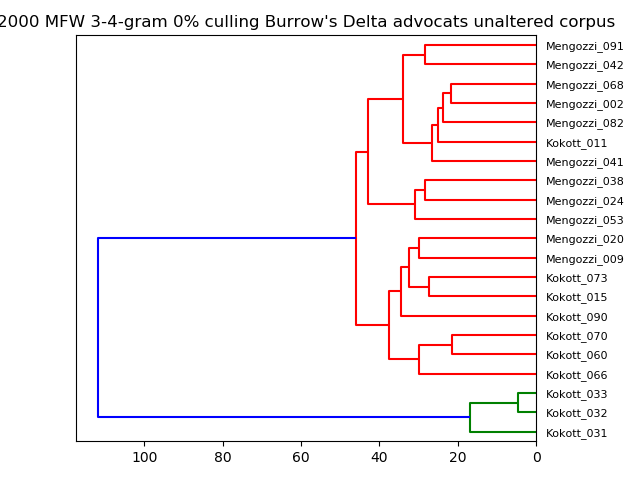 2000 MFW 3-4-gram 0% culling Burrow's Delta advocats unaltered corpus
Mengozzi_091
Mengozzi_042
Mengozzi_068
Mengozzi_002
Mengozzi_082
Kokott_011
Mengozzi_041
Mengozzi_038
Mengozzi_024
Mengozzi_053
Mengozzi_020
Mengozzi_009
Kokott_073
Kokott_015
Kokott_090
Kokott_070
Kokott_060
Kokott_066
Kokott_033
Kokott_032
Kokott_031
100 80 60 40 20 0